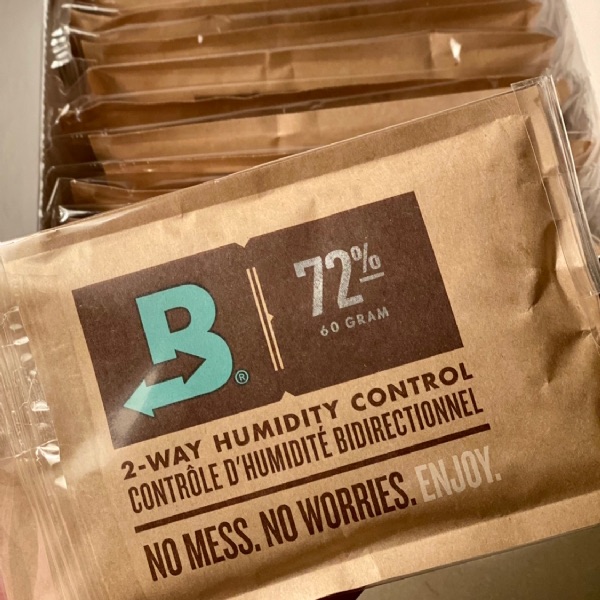 B®
72%
60 GRAM
2-WAY HUMIDITY CONTROL
CONTRÔLE D'HUMIDITÉ BIDIRECTIONNEL
NO MESS. NO WORRIES. ENJOY.